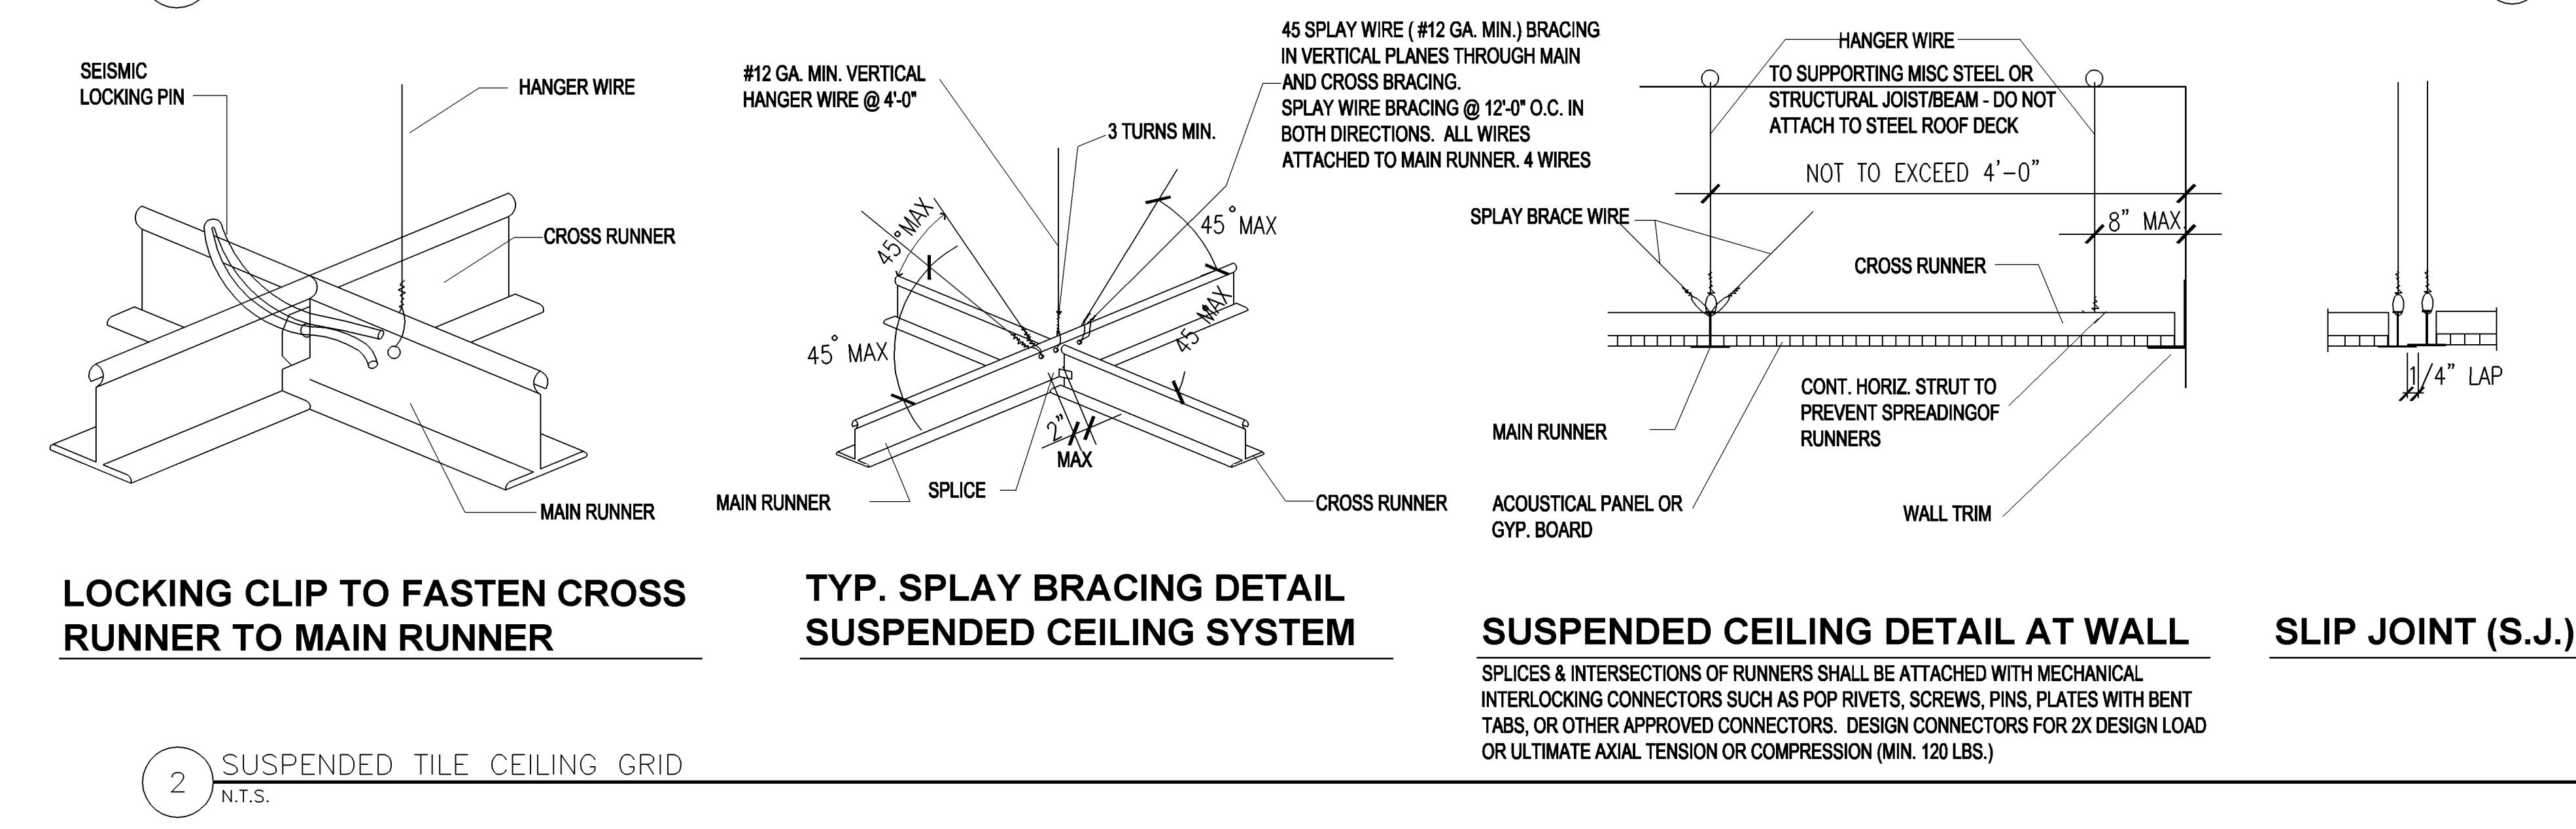 SEISMIC
LOCKING PIN
HANGER WIRE
CROSS RUNNER
MAIN RUNNER
LOCKING CLIP TO FASTEN CROSS
RUNNER TO MAIN RUNNER
#12 GA. MIN. VERTICAL
HANGER WIRE @ 4'-0"
3 TURNS MIN.
45 SPLAY WIRE ( #12 GA. MIN.) BRACING
IN VERTICAL PLANES THROUGH MAIN
AND CROSS BRACING.
SPLAY WIRE BRACING @ 12'-0" O.C. IN
BOTH DIRECTIONS.  ALL WIRES
ATTACHED TO MAIN RUNNER. 4 WIRES
45°MAX
45°MAX
45° MAX
45° MAX
2"
MAX
MAIN RUNNER
SPLICE
CROSS RUNNER
TYP. SPLAY BRACING DETAIL
SUSPENDED CEILING SYSTEM
HANGER WIRE
TO SUPPORTING MISC STEEL OR
STRUCTURAL JOIST/BEAM - DO NOT
ATTACH TO STEEL ROOF DECK
NOT TO EXCEED 4'-0"
8" MAX.
SPLAY BRACE WIRE
CROSS RUNNER
CONT. HORIZ. STRUT TO
PREVENT SPREADINGOF
RUNNERS
MAIN RUNNER
ACOUSTICAL PANEL OR
GYP. BOARD
WALL TRIM
SUSPENDED CEILING DETAIL AT WALL
SPLICES & INTERSECTIONS OF RUNNERS SHALL BE ATTACHED WITH MECHANICAL
INTERLOCKING CONNECTORS SUCH AS POP RIVETS, SCREWS, PINS, PLATES WITH BENT
TABS, OR OTHER APPROVED CONNECTORS.  DESIGN CONNECTORS FOR 2X DESIGN LOAD
OR ULTIMATE AXIAL TENSION OR COMPRESSION (MIN. 120 LBS.)
1/4" LAP
SLIP JOINT (S.J.)
2
SUSPENDED TILE CEILING GRID
N.T.S.